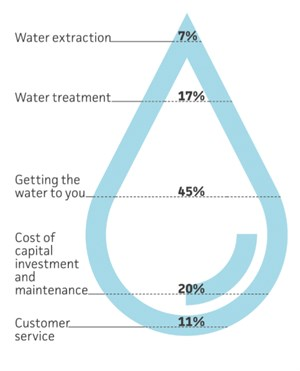 Water extraction 7%
Water treatment 17%
Getting the
water to you 45%
Cost of
capital
investment
and
maintenance 20%
Customer 11%
service